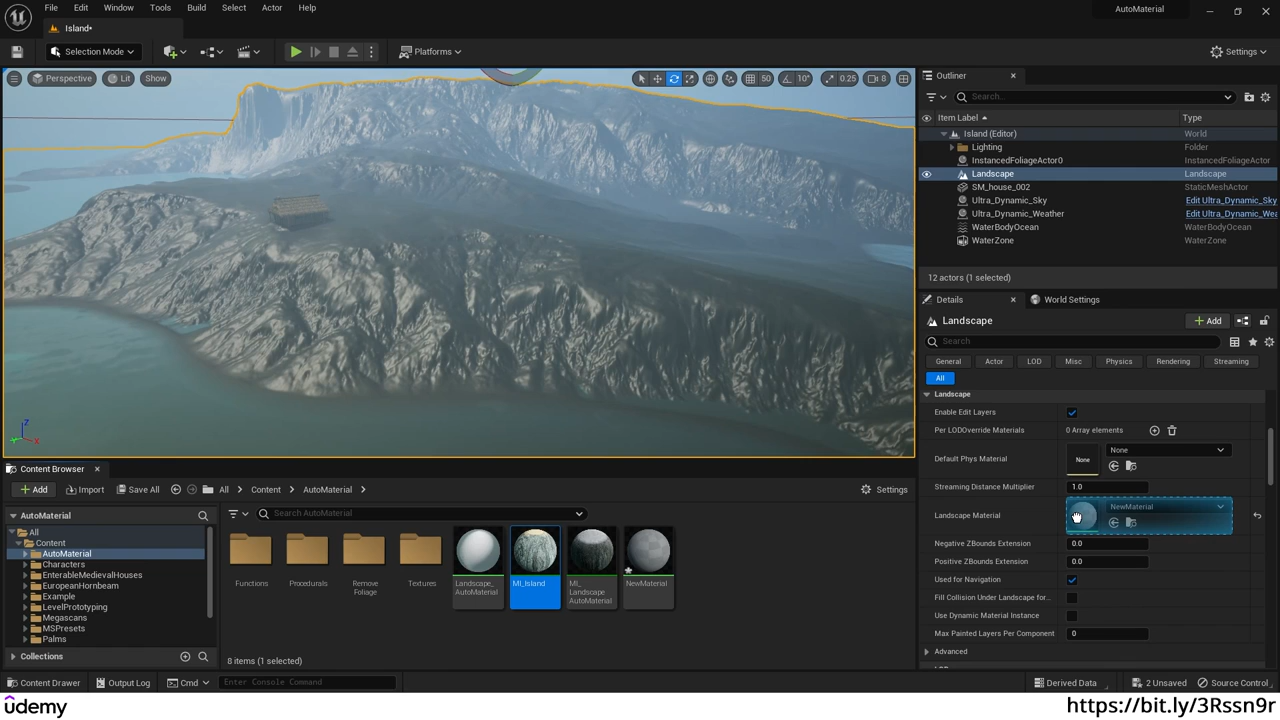 File Edit Window Tools Build Select Actor Help
AutoMaterial
Island•
Selection Mode
Platforms
Settings
Perspective Lit Show
50 10° 0.25 8
Outliner
Search...
Item Label Type
Island (Editor) World
Lighting Folder
InstancedFoliageActor0 InstancedFoliageActor
Landscape Landscape
SM_house_002 StaticMeshActor
Ultra_Dynamic_Sky Edit Ultra_Dynamic_Sky
Ultra_Dynamic_Weather Edit Ultra_Dynamic_Wea
WaterBodyOcean WaterBodyOcean
WaterZone WaterZone
12 actors (1 selected)
Details World Settings
Landscape
Add
Search
General Actor LOD Misc Physics Rendering Streaming
All
Landscape
Enable Edit Layers
Per LODOverride Materials 0 Array elements
Default Phys Material None None
Streaming Distance Multiplier 1.0
Landscape Material NewMaterial
Negative ZBounds Extension 0.0
Positive ZBounds Extension 0.0
Used for Navigation
Fill Collision Under Landscape for...
Use Dynamic Material Instance
Max Painted Layers Per Component 0
Advanced
Z
X
Content Browser
Add Import Save All All Content AutoMaterial Settings
AutoMaterial
Search AutoMaterial
All
Content
AutoMaterial
Characters
EnterableMedievalHouses
EuropeanHornbeam
Example
LevelPrototyping
Megascans
MSPresets
Palms
Collections
Functions
Procedurals
Remove
Foliage
Textures
Landscape_
AutoMaterial
MI_Island
MI_
Landscape
AutoMaterial
NewMaterial
8 items (1 selected)
Content Drawer Output Log Cmd Enter Console Command Derived Data 2 Unsaved Source Control
udemy
https://bit.ly/3Rssn9r